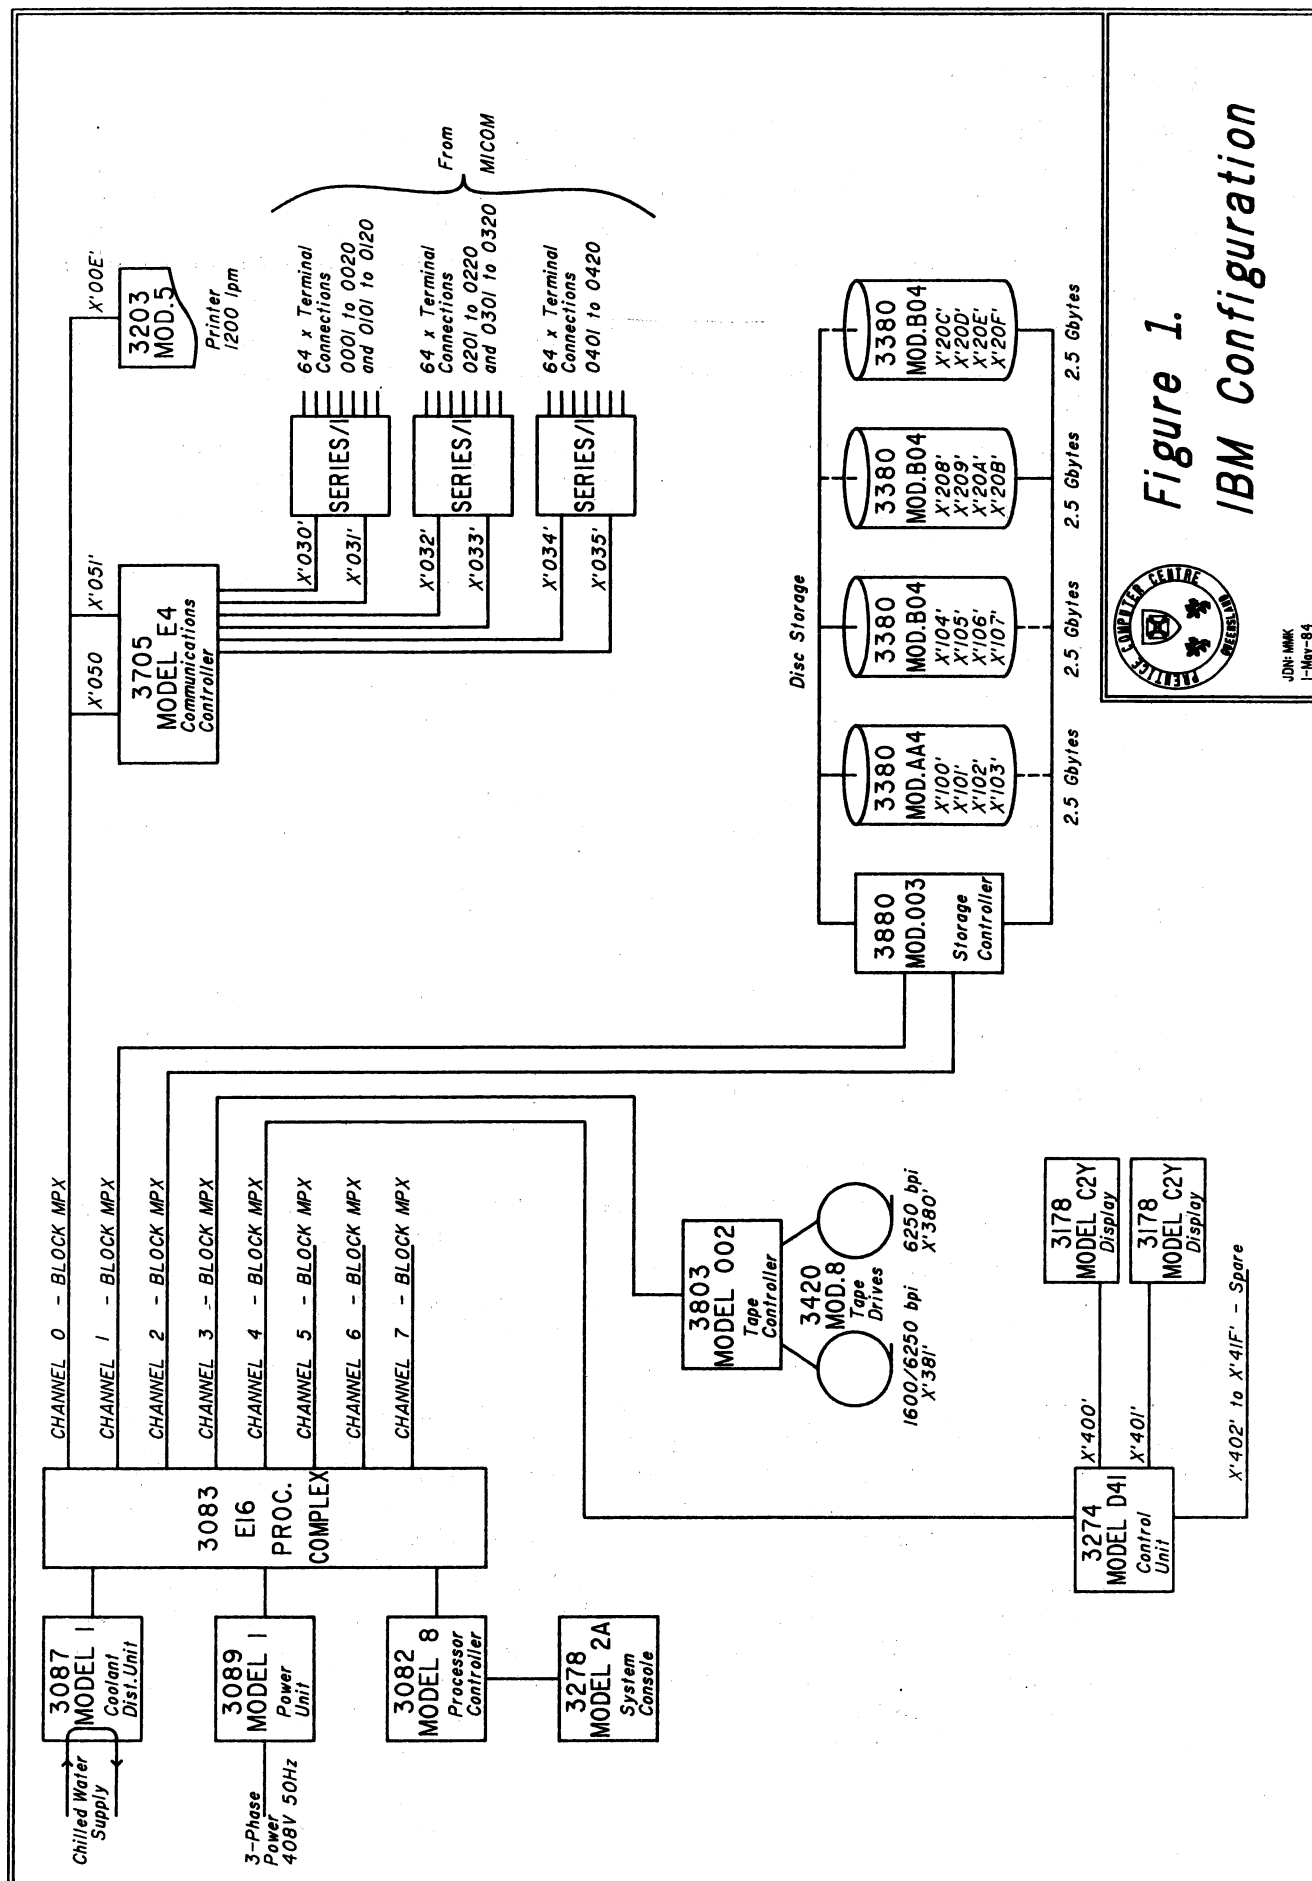 Chilled Water
Supply
3087
MODEL 1
Coolant
Dist. Unit
3-Phase
Power
408V 50Hz
3089
MODEL 1
Power
Unit
3082
MODEL 8
Processor
Controller
3278
MODEL 2A
System
Console
3083
E16
PROC.
COMPLEX
CHANNEL 0 - BLOCK MPX
CHANNEL 1 - BLOCK MPX
CHANNEL 2 - BLOCK MPX
CHANNEL 3 - BLOCK MPX
CHANNEL 4 - BLOCK MPX
CHANNEL 5 - BLOCK MPX
CHANNEL 6 - BLOCK MPX
CHANNEL 7 - BLOCK MPX
X'050
X'051'
X'00E'
3705
MODEL E4
Communications
Controller
3203
MOD.5
Printer
1200 lpm
X'030'
X'031'
SERIES/1
64 x Terminal
Connections
0001 to 0020
and 0101 to 0120
X'032'
X'033'
SERIES/1
64 x Terminal
Connections
0201 to 0220
and 0301 to 0320
X'034'
X'035'
SERIES/1
64 x Terminal
Connections
0401 to 0420
From
MICOM
3803
MODEL 002
Tape
Controller
3420
MOD.8
Tape
Drives
1600/6250 bpi
X'381'
6250 bpi
X'380'
Disc Storage
3880
MOD.003
Storage
Controller
3380
MOD.AA4
X'100'
X'101'
X'102'
X'103'
2.5 Gbytes
3380
MOD.B04
X'104'
X'105'
X'106'
X'107'
2.5 Gbytes
3380
MOD.B04
X'208'
X'209'
X'20A'
X'20B'
2.5 Gbytes
3380
MOD.B04
X'20C'
X'20D'
X'20E'
X'20F'
2.5 Gbytes
3274
MODEL D41
Control
Unit
X'400'
X'401'
X'402' to X'41F' - Spare
3178
MODEL C2Y
Display
3178
MODEL C2Y
Display
PRENTICE COMPUTER CENTRE
QUEENSLAND
Figure 1.
IBM Configuration
JDN: MMK
1-May-84